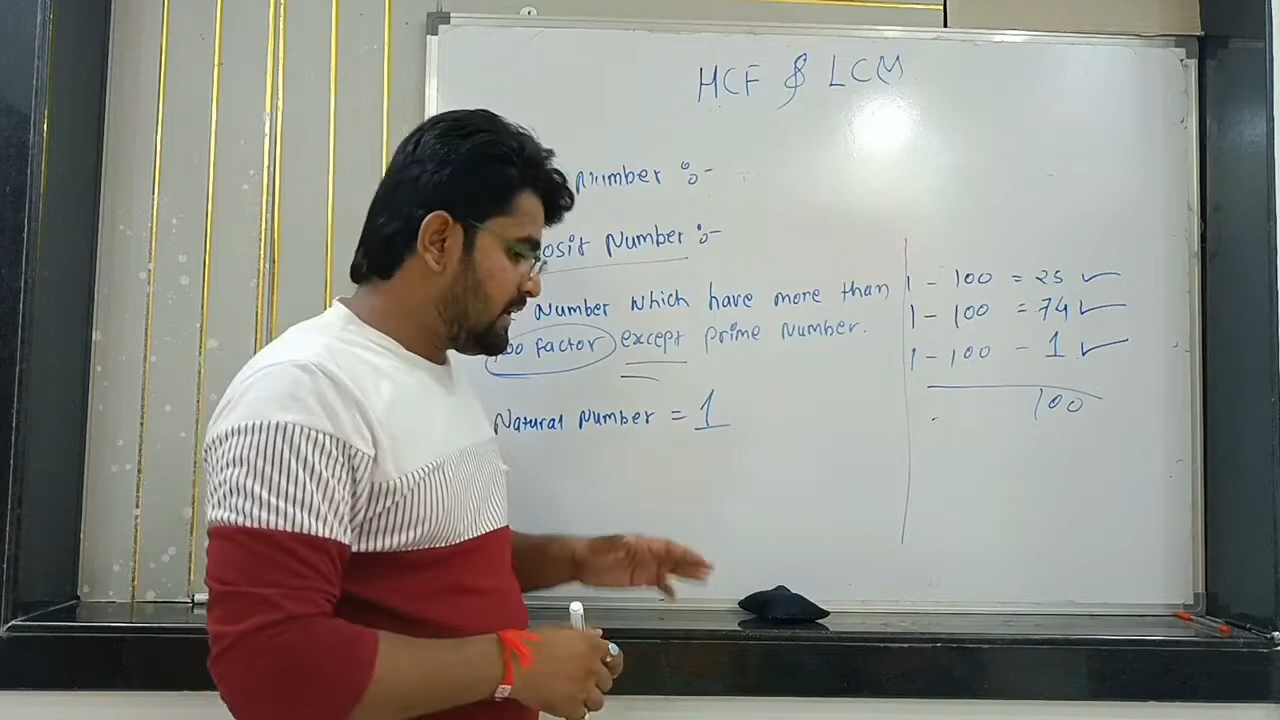 HCF & LCM
Number :-
osit Number :-
Number which have more than
oo factor except prime Number.
Natural Number = 1
1 - 100 = 25 ✓
1 - 100 = 74 ✓
1 - 100 - 1 ✓
100